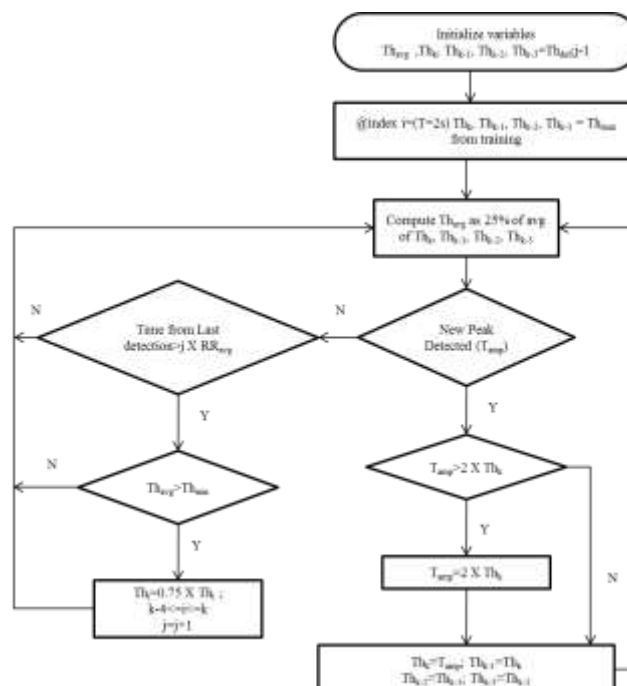 Initialize variables
Th_avg ,Th_k, Th_k-1, Th_k-2, Th_k-3=Th_def;j=1
@index i=(T=2s) Th_k, Th_k-1, Th_k-2, Th_k-3 =
from training
Compute Th_avg as 25% of avg
of Th_k, Th_k-1, Th_k-2, Th_k-3
N
Time from Last
detection>j X RR_avg
N
New Peak
Detected (T_amp)
Y
Y
N
Th_avg>Th_min
T_amp>2 X Th_k
Y
Y
N
T_amp=2 X Th_k
Th_i=0.75 X Th_i ;
k-4<=i<=k
j=j+1
Th_k=T_amp; Th_k-1=Th_k
Th_k-2=Th_k-1; Th_k-3=Th_k-2